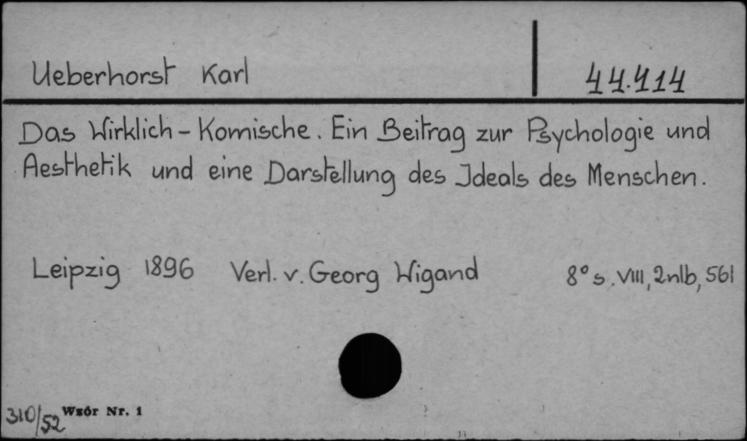 Ueberhorst Karl 44.414
Das Wirklich-Komische. Ein Beitrag zur Psychologie und
Aesthetik und eine Darstellung des Ideals des Menschen.
Leipzig 1896 Verl. v. Georg Wigand 8° s. VIII, 2nlb, 561
310/52 Wzór Nr. 1